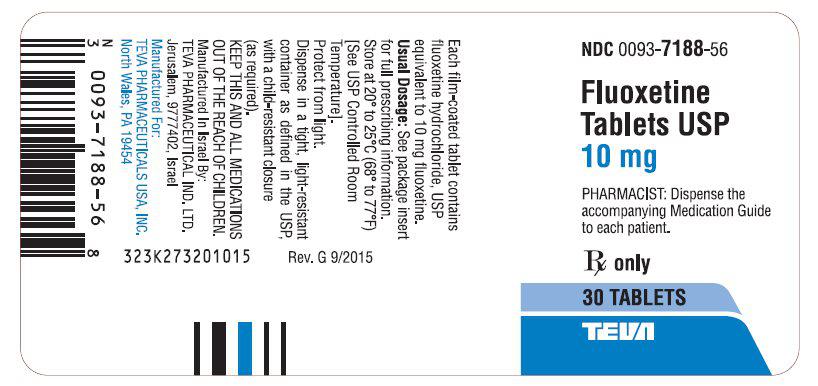 NDC 0093-7188-56
Fluoxetine
Tablets USP
10 mg
PHARMACIST: Dispense the
accompanying Medication Guide
to each patient.
Rx only
30 TABLETS
TEVA
Each film-coated tablet contains
fluoxetine hydrochloride, USP
equivalent to 10 mg fluoxetine.
Usual Dosage: See package insert
for full prescribing information.
Store at 20° to 25°C (68° to 77°F)
[See USP Controlled Room
Temperature].
Protect from light.
Dispense in a tight, light-resistant
container as defined in the USP,
with a child-resistant closure
(as required).
KEEP THIS AND ALL MEDICATIONS
OUT OF THE REACH OF CHILDREN.
Manufactured In Israel By:
TEVA PHARMACEUTICAL IND. LTD.
Jerusalem, 9777402, Israel
Manufactured For:
TEVA PHARMACEUTICALS USA, INC.
North Wales, PA 19454
N
3 0093-7188-56 8
323K273201015
Rev. G 9/2015